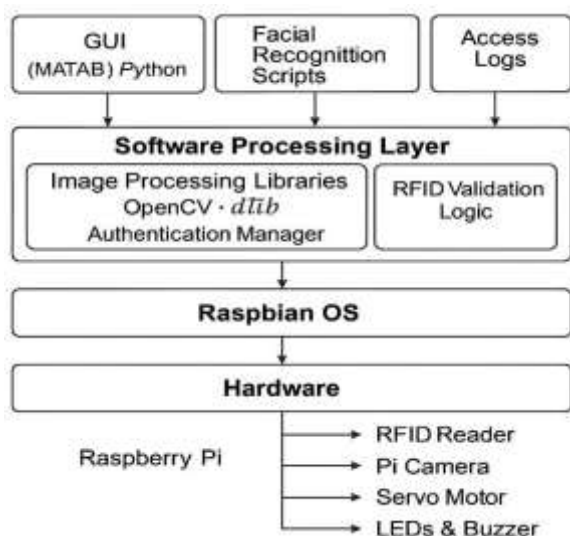 GUI
(MATAB) Python
Facial
Recognittion
Scripts
Access
Logs
Software Processing Layer
Image Processing Libraries
OpenCV · dlib
Authentication Manager
RFID Validation
Logic
Raspbian OS
Hardware
Raspberry Pi
RFID Reader
Pi Camera
Servo Motor
LEDs & Buzzer